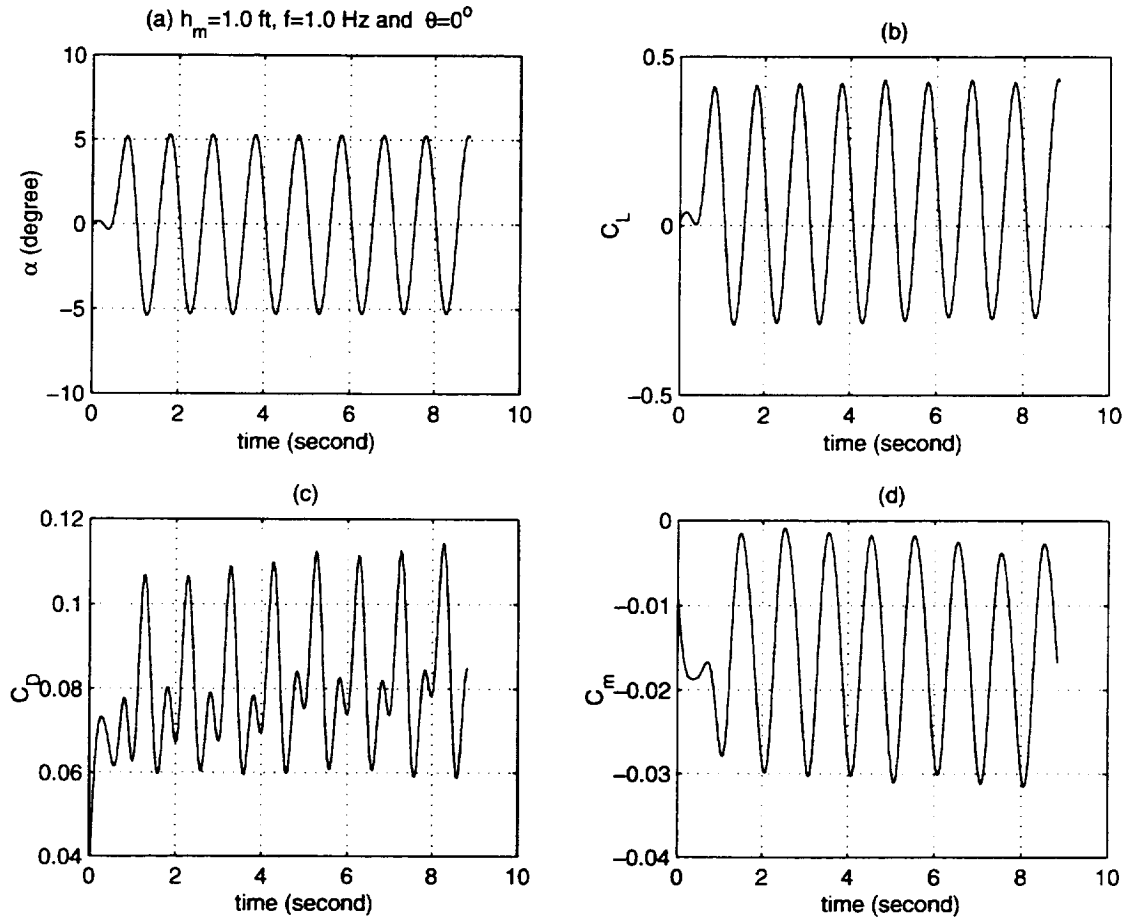 (a) h_m=1.0 ft, f=1.0 Hz and θ=0°
10
5
0
−5
−10
α (degree)
0 2 4 6 8 10
time (second)
(b)
0.5
0
−0.5
C_L
0 2 4 6 8 10
time (second)
(c)
0.12
0.1
0.08
0.06
0.04
C_D
0 2 4 6 8 10
time (second)
(d)
0
−0.01
−0.02
−0.03
−0.04
C_m
0 2 4 6 8 10
time (second)